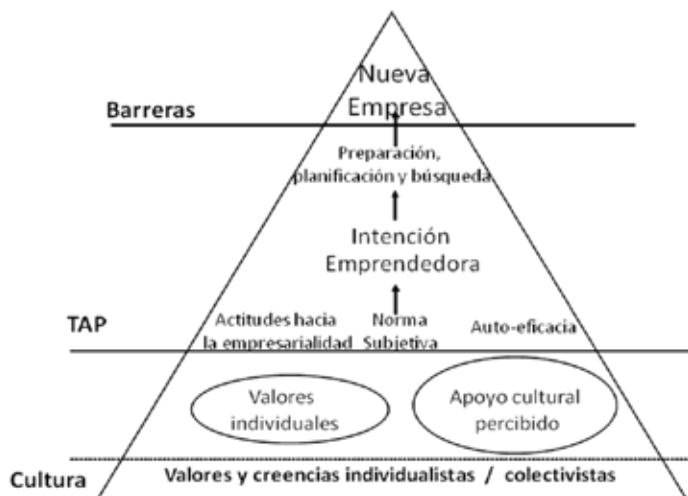 Nueva
Empresa
Barreras
Preparación,
planificación y búsqueda
Intención
Emprendedora
TAP
Actitudes hacia
la empresarialidad
Norma
Subjetiva
Auto-eficacia
Valores
individuales
Apoyo cultural
percibido
Cultura
Valores y creencias individualistas / colectivistas